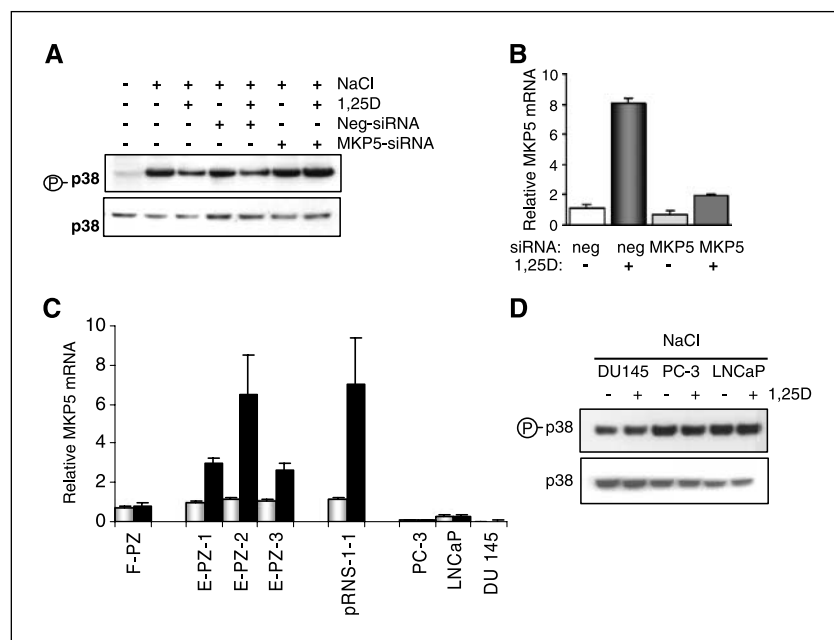 A
- + + + + + + NaCl
- - + - + - + 1,25D
- - - + + - - Neg-siRNA
- - - - - + + MKP5-siRNA
P-p38
p38
B
Relative MKP5 mRNA
8
6
4
2
0
siRNA: neg neg MKP5 MKP5
1,25D: - + - +
C
Relative MKP5 mRNA
10
8
6
4
2
0
F-PZ
E-PZ-1
E-PZ-2
E-PZ-3
pRNS-1-1
PC-3
LNCaP
DU 145
D
NaCl
DU145 PC-3 LNCaP
- + - + - + 1,25D
P-p38
p38